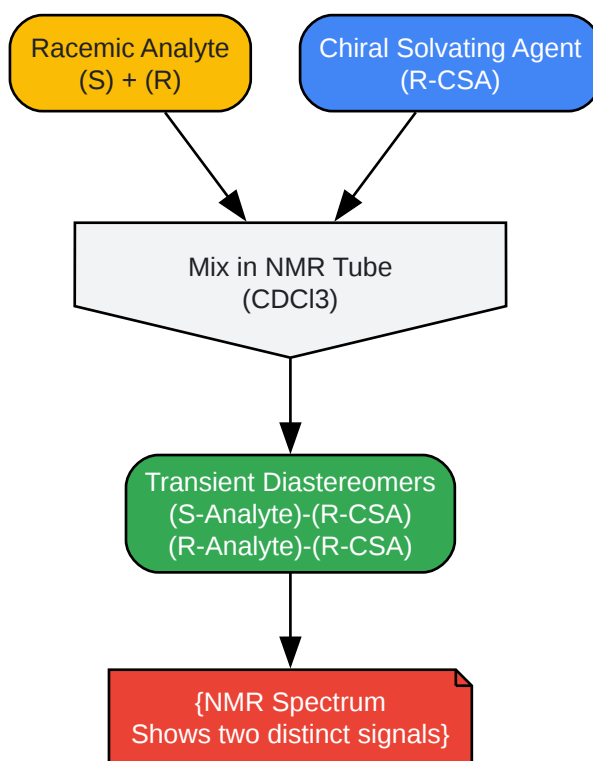 Racemic Analyte
(S) + (R)
Chiral Solvating Agent
(R-CSA)
Mix in NMR Tube
(CDCl3)
Transient Diastereomers
(S-Analyte)-(R-CSA)
(R-Analyte)-(R-CSA)
{NMR Spectrum
Shows two distinct signals}